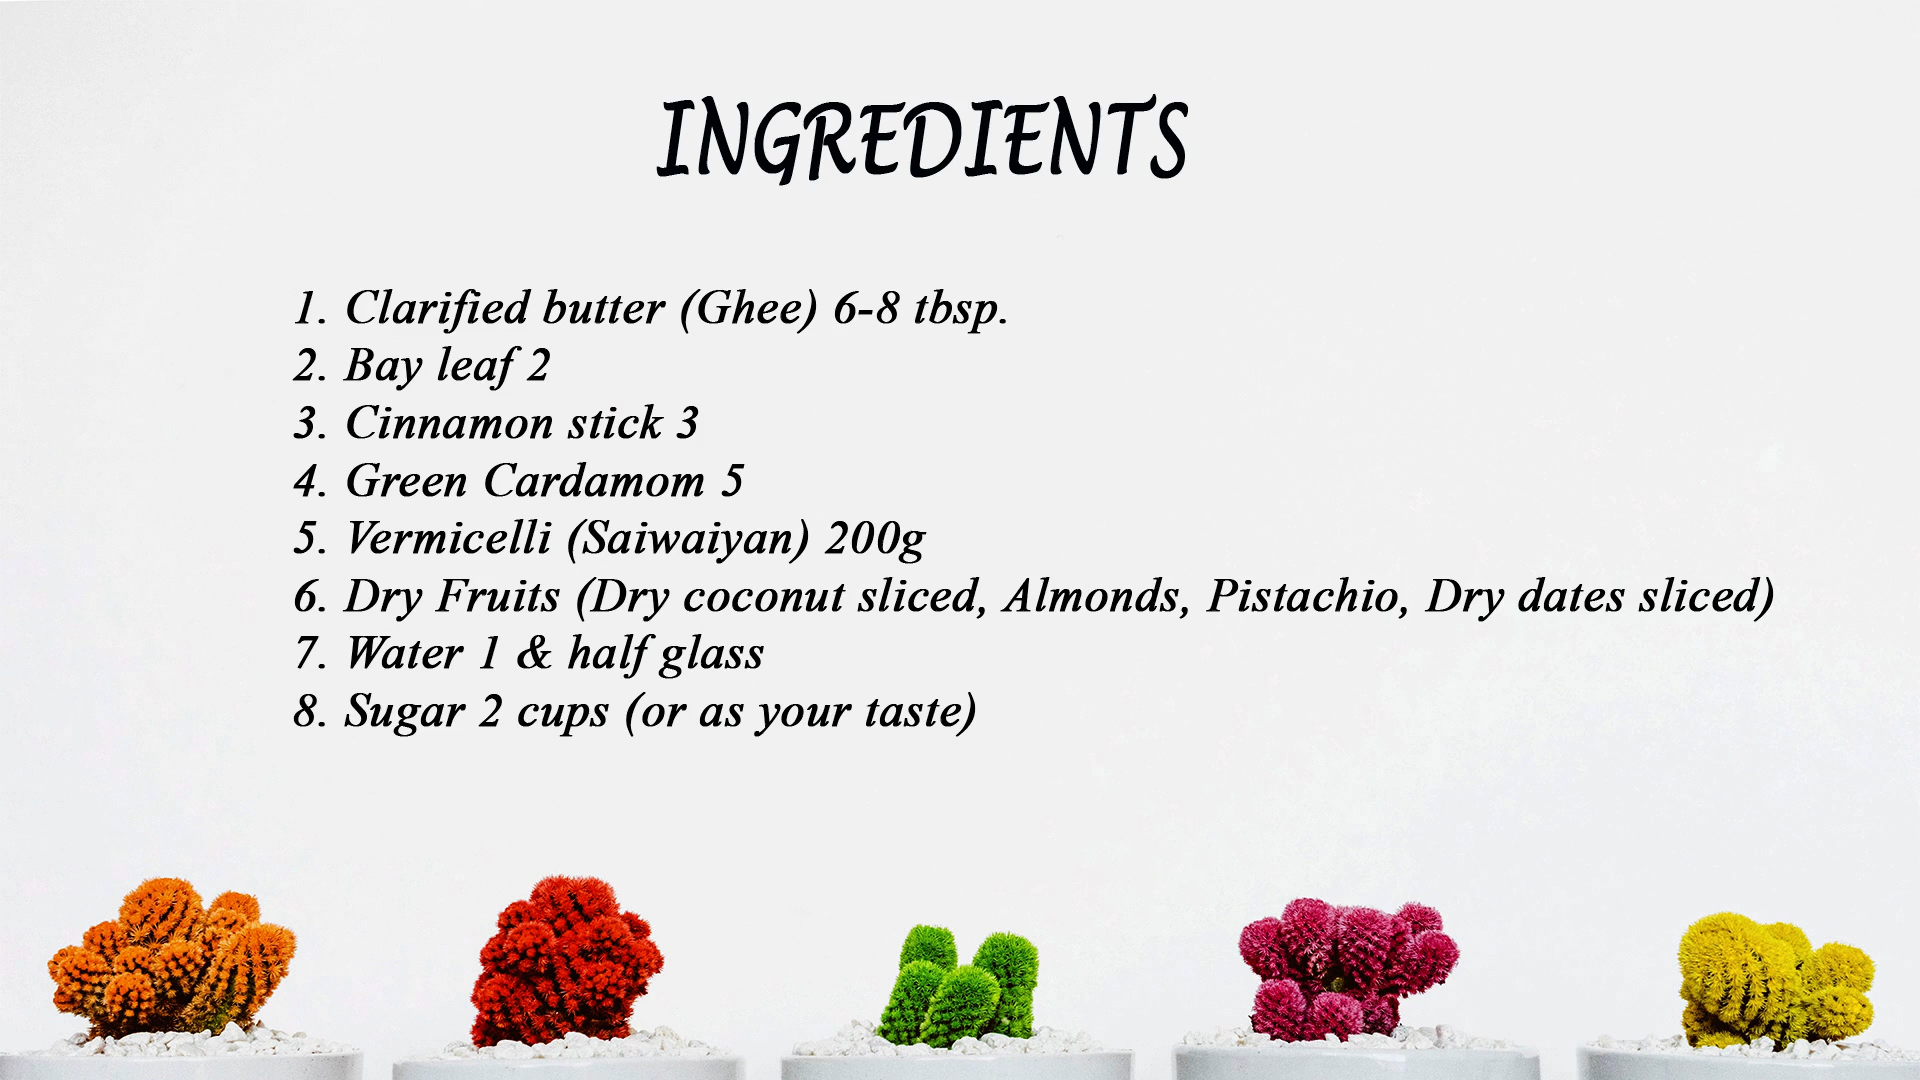 INGREDIENTS
1. Clarified butter (Ghee) 6-8 tbsp.
2. Bay leaf 2
3. Cinnamon stick 3
4. Green Cardamom 5
5. Vermicelli (Saiwaiyan) 200g
6. Dry Fruits (Dry coconut sliced, Almonds, Pistachio, Dry dates sliced)
7. Water 1 & half glass
8. Sugar 2 cups (or as your taste)